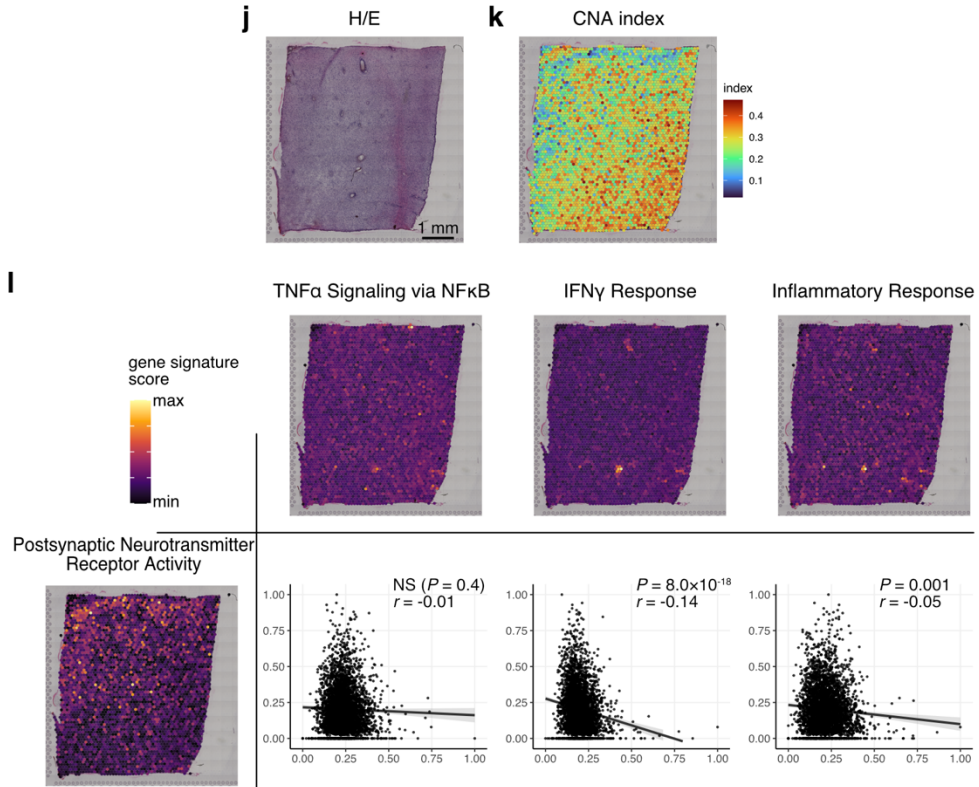 j
H/E
k
CNA index
1 mm
index
0.4
0.3
0.2
0.1
l
TNFα Signaling via NFκB
IFNγ Response
Inflammatory Response
gene signature
score
max
min
Postsynaptic Neurotransmitter
Receptor Activity
NS (P = 0.4)
r = -0.01
1.00
0.75
0.50
0.25
0.00
0.00 0.25 0.50 0.75 1.00
P = 8.0×10⁻¹⁸
r = -0.14
1.00
0.75
0.50
0.25
0.00
0.00 0.25 0.50 0.75 1.00
P = 0.001
r = -0.05
1.00
0.75
0.50
0.25
0.00
0.00 0.25 0.50 0.75 1.00